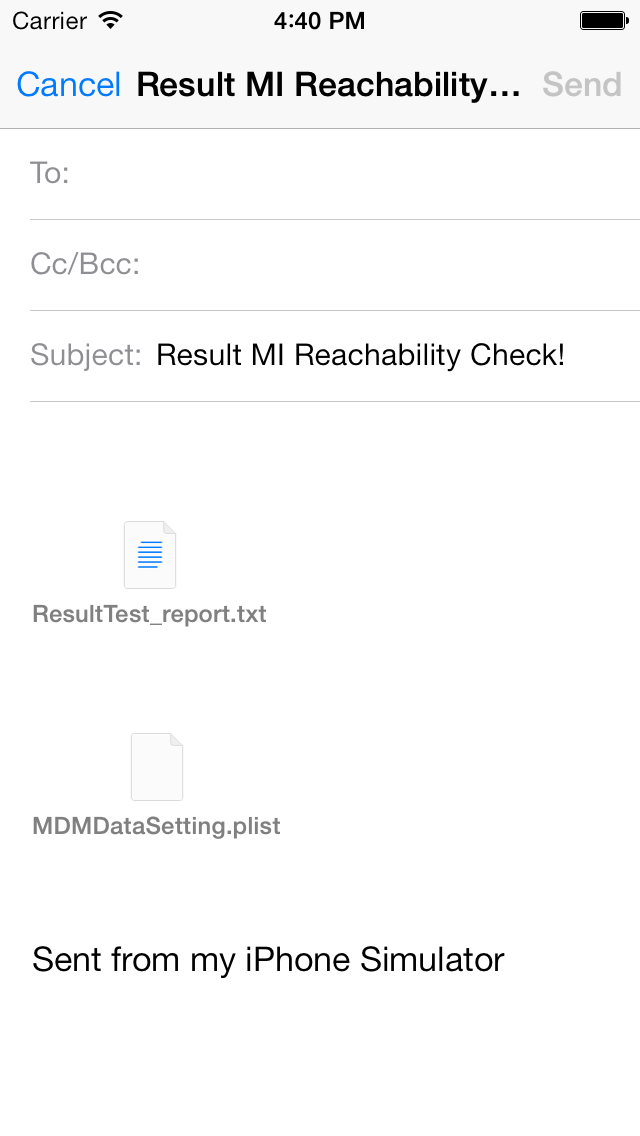 Carrier 4:40 PM
Cancel Result MI Reachability... Send
To:
Cc/Bcc:
Subject: Result MI Reachability Check!
ResultTest_report.txt
MDMDataSetting.plist
Sent from my iPhone Simulator